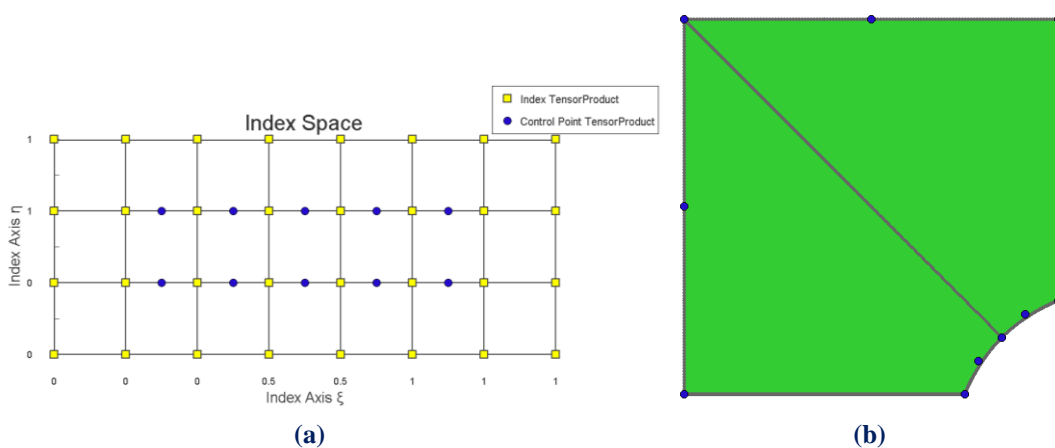 Index TensorProduct
Control Point TensorProduct
Index Space
1
1
0
0
Index Axis η
0 0 0 0.5 0.5 1 1 1
Index Axis ξ
(a) (b)